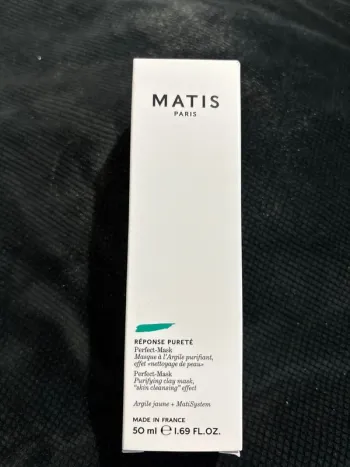 MATIS
PARIS
RÉPONSE PURETÉ
Perfect-Mask
Masque à l'Argile purifiant,
effet «nettoyage de peau»
Perfect-Mask
Purifying clay mask,
"skin cleansing" effect
Argile jaune + MatiSystem
MADE IN FRANCE
50 ml ℮ 1.69 FL.OZ.